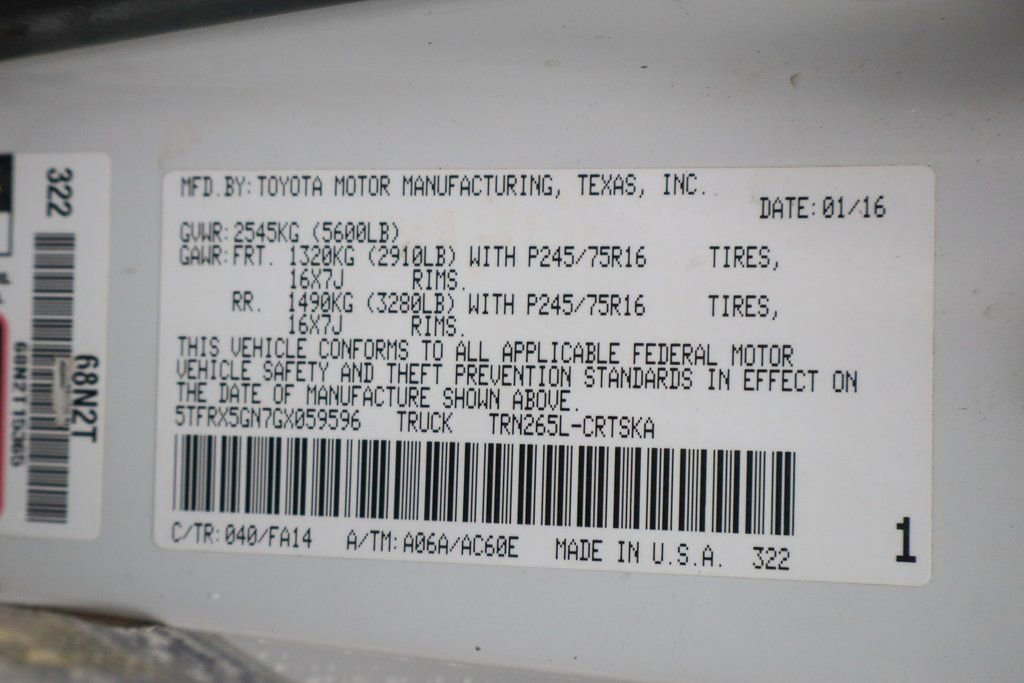 MFD.BY:TOYOTA MOTOR MANUFACTURING, TEXAS, INC.
DATE:01/16
GVWR:2545KG (5600LB)
GAWR:FRT. 1320KG (2910LB) WITH P245/75R16 TIRES,
16X7J RIMS.
RR. 1490KG (3280LB) WITH P245/75R16 TIRES,
16X7J RIMS.
THIS VEHICLE CONFORMS TO ALL APPLICABLE FEDERAL MOTOR
VEHICLE SAFETY AND THEFT PREVENTION STANDARDS IN EFFECT ON
THE DATE OF MANUFACTURE SHOWN ABOVE.
5TFRX5GN7GX059596 TRUCK TRN265L-CRTSKA
C/TR:040/FA14 A/TM:A06A/AC60E MADE IN U.S.A. 322
1
322
68N2T